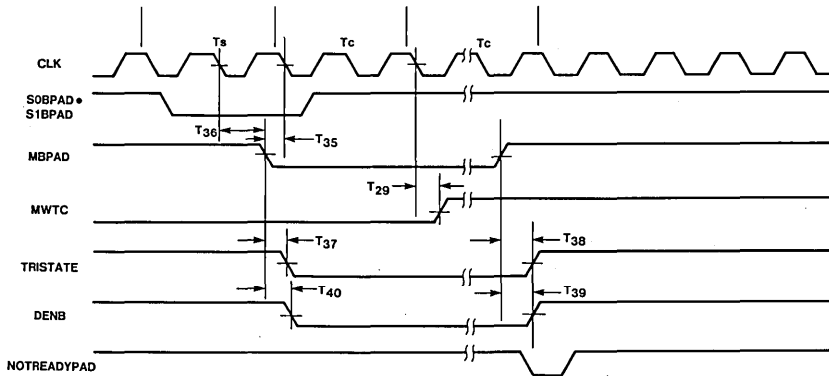 Ts Tc Tc
CLK
S0BPAD •
S1BPAD
T36 T35
MBPAD
T29
MWTC
T37 T38
TRISTATE
T40 T39
DENB
NOTREADYPAD